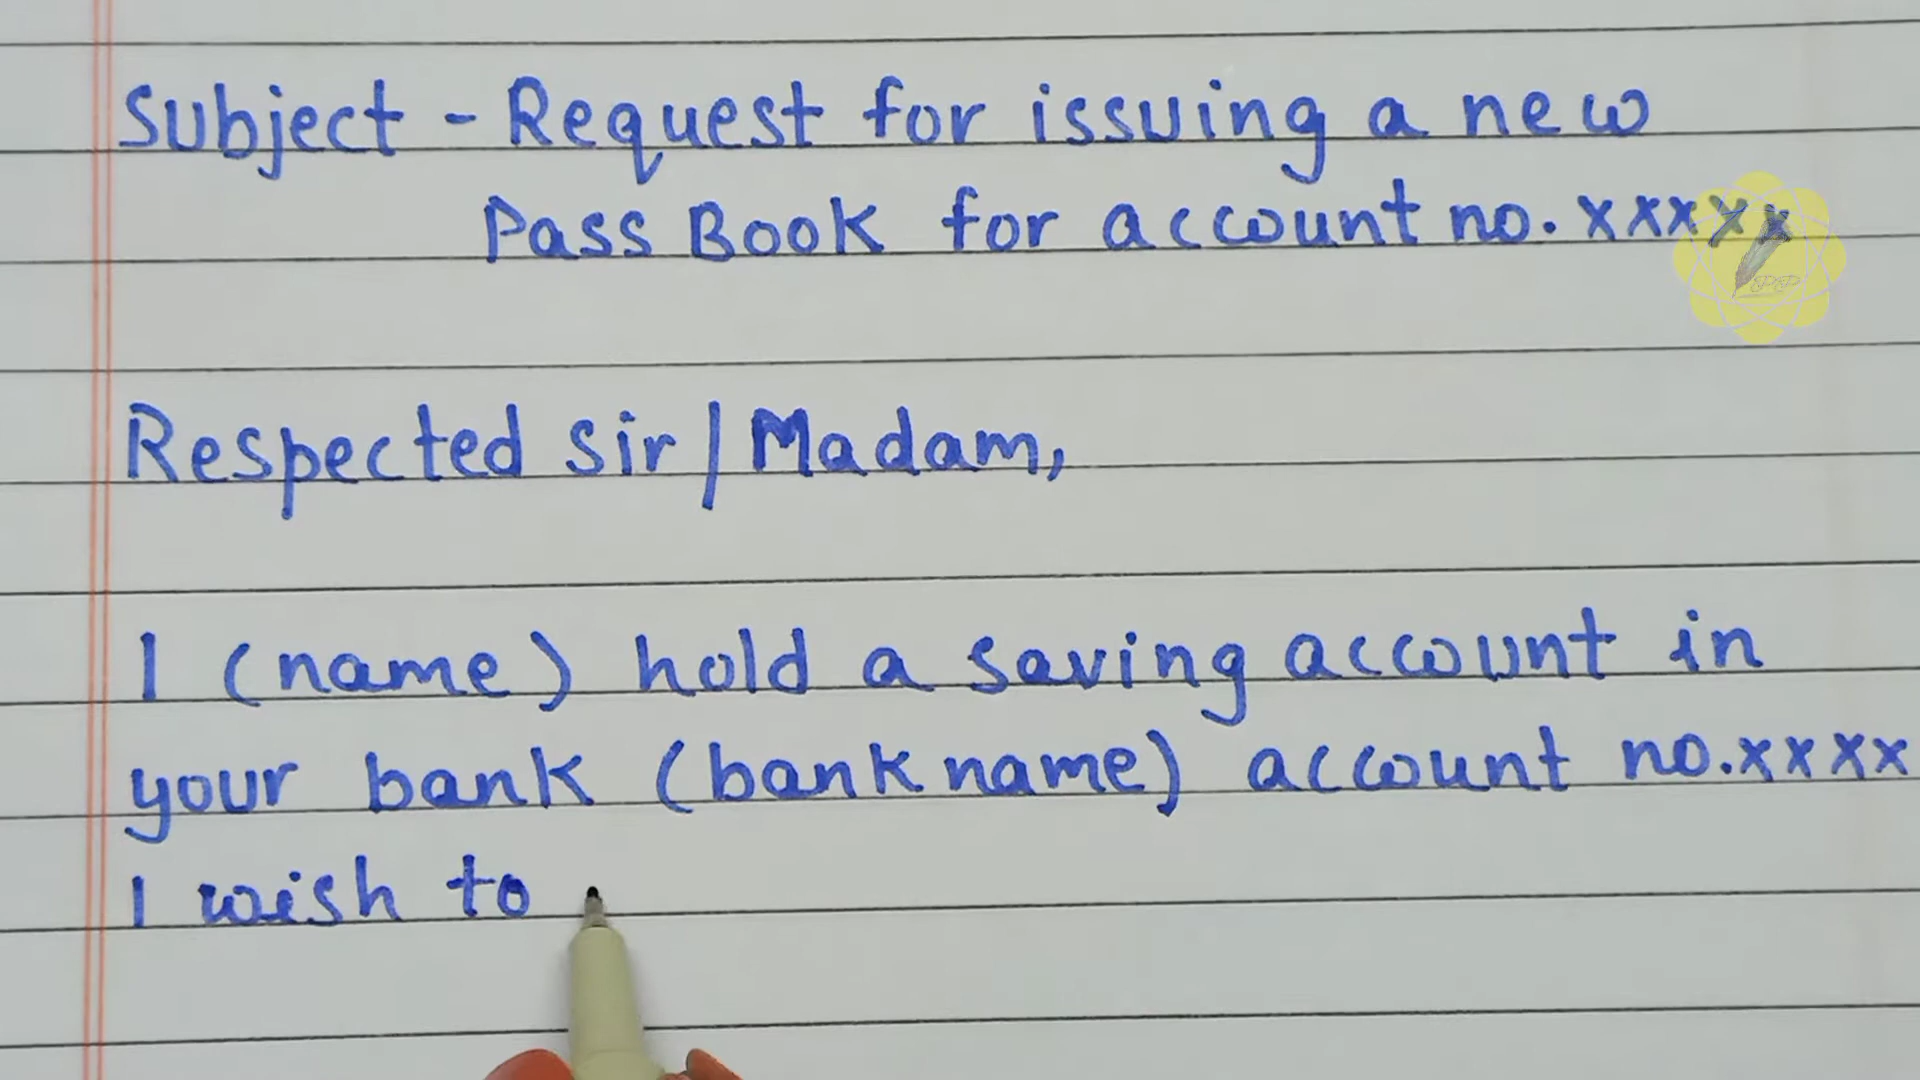 Subject - Request for issuing a new
Pass Book for account no. xxxxx
Respected Sir/Madam,
I (name) hold a saving account in
your bank (bank name) account no. xxxx
I wish to